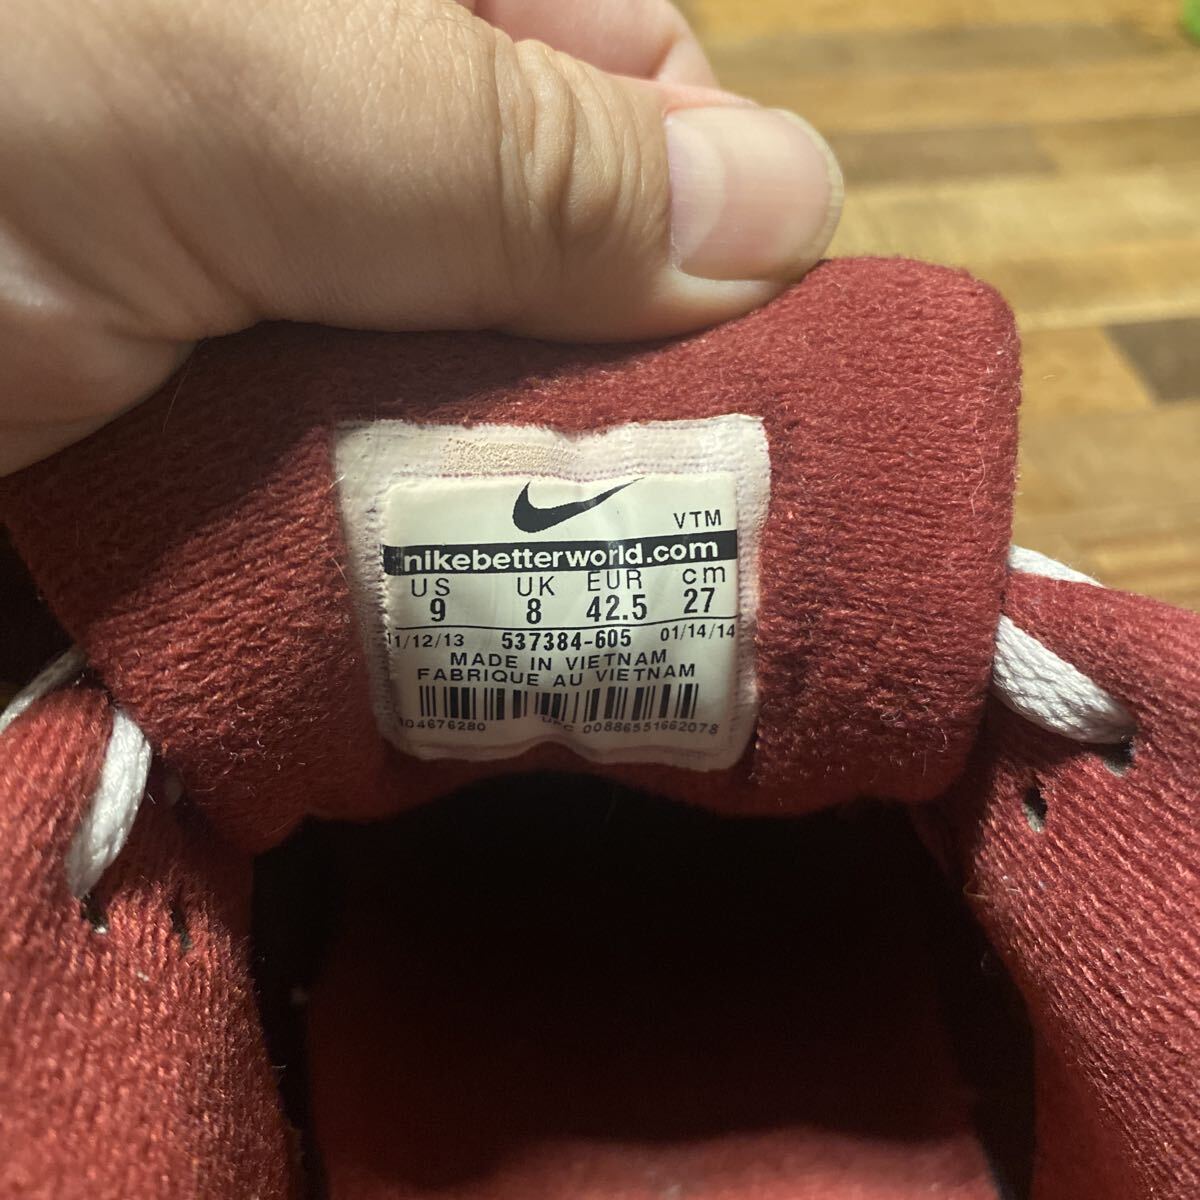 VTM
nikebetterworld.com
US UK EUR cm
9 8 42.5 27
11/12/13 537384-605 01/14/14
MADE IN VIETNAM
FABRIQUE AU VIETNAM
UPC 00886551662078